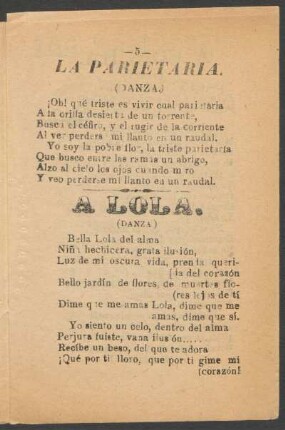 —5—
LA PARIETARIA.
(DANZA.)
¡Oh! qué triste es vivir cual parietaria
A la orilla desierta de un torrente,
Busca el céfiro, y el rugir de la corriente
Al ver perderse mi llanto en un raudal.
Yo soy la pobre flor, la triste parietaria
Que busco entre las ramas un abrigo,
Alzo al cielo los ojos cuando miro
Y veo perderse mi llanto en un raudal.
A LOLA.
(DANZA)
Bella Lola del alma
Niña hechicera, grata ilusión,
Luz de mi oscura vida, prenda queri-
[da del corazón
Bello jardín de flores, de muertas flo-
(res lejos de tí
Dime que me amas Lola, dime que me
amas, dime que si.
Yo siento un celo, dentro del alma
Perjura fuiste, vana ilusión.....
Recibe un beso, del que te adora
¡Qué por tí lloro, que por ti gime mi
(corazón!